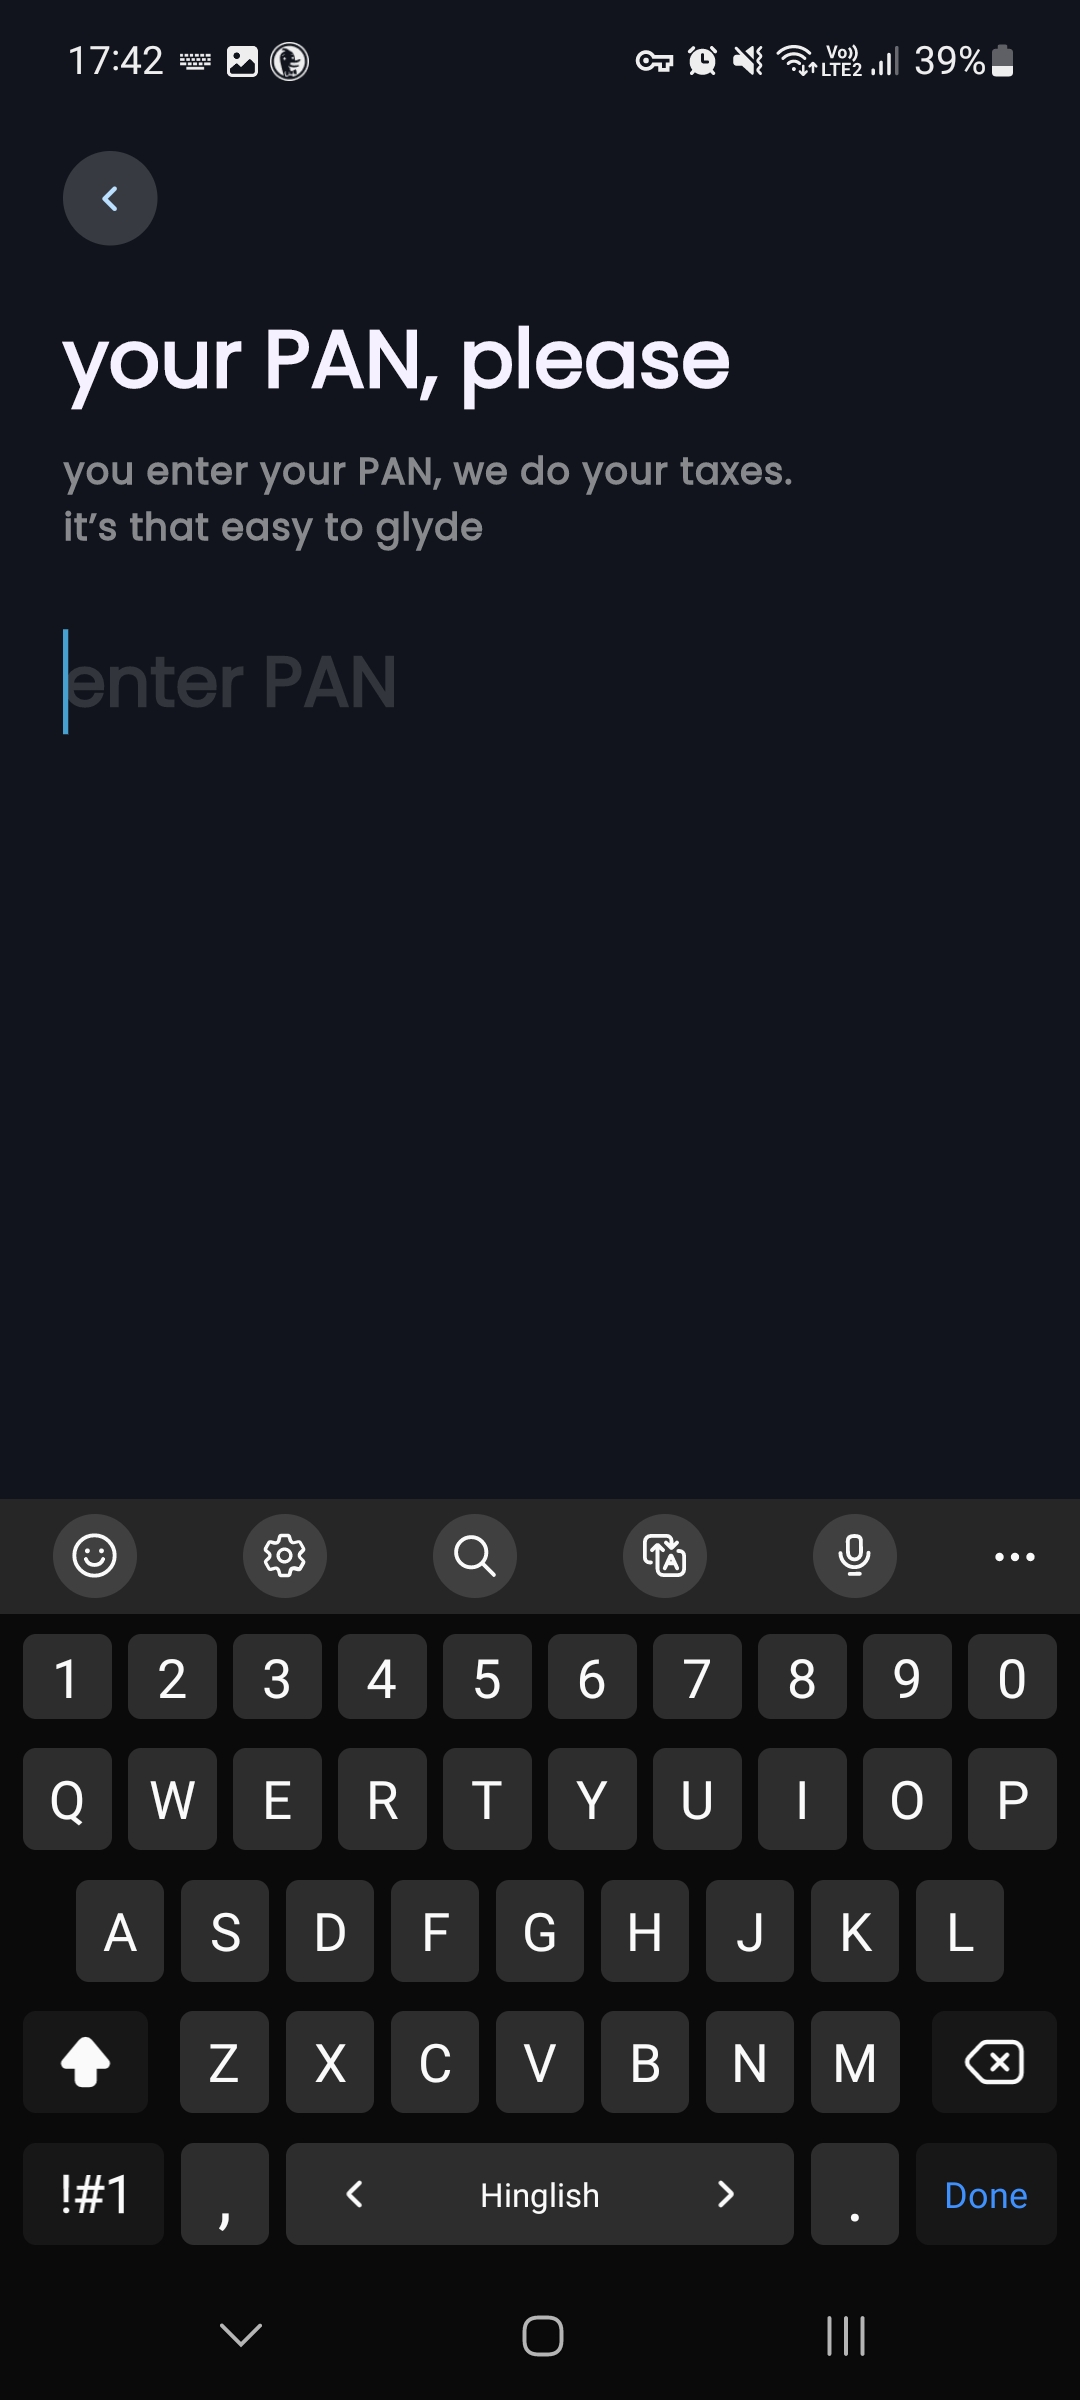 17:42
Vo))
LTE2
39%
your PAN, please
you enter your PAN, we do your taxes.
it's that easy to glyde
enter PAN
1 2 3 4 5 6 7 8 9 0
Q W E R T Y U I O P
A S D F G H J K L
Z X C V B N M
!#1 , Hinglish . Done